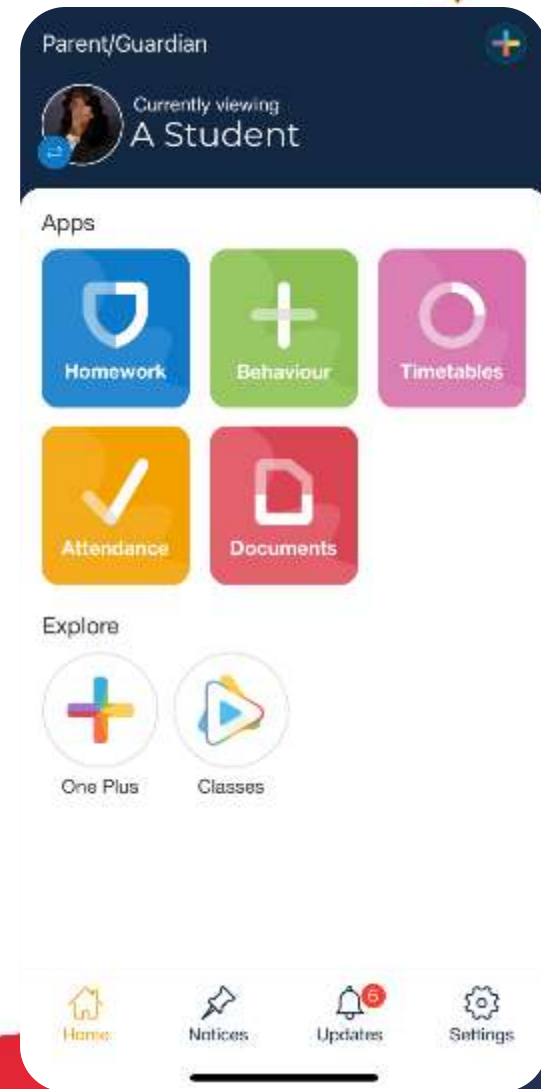 Parent/Guardian
Currently viewing
A Student
Apps
Homework
Behaviour
Timetables
Attendance
Documents
Explore
One Plus
Classes
6
Home
Notices
Updates
Settings